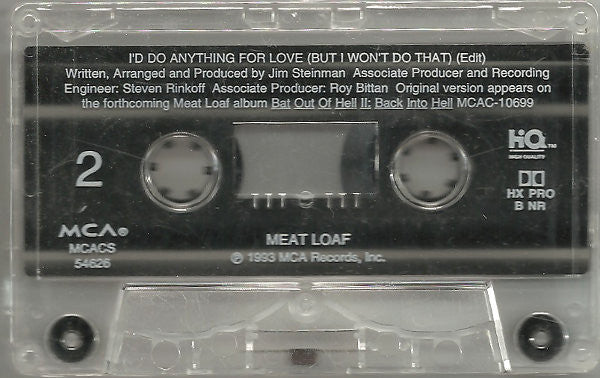 I'D DO ANYTHING FOR LOVE (BUT I WON'T DO THAT) (Edit)
Written, Arranged and Produced by Jim Steinman Associate Producer and Recording
Engineer: Steven Rinkoff Associate Producer: Roy Bittan Original version appears on
the forthcoming Meat Loaf album Bat Out Of Hell II: Back Into Hell MCAC-10699
2
HiQ™
HIGH QUALITY
HX PRO
B NR
MCA®
MCACS
54626
MEAT LOAF
℗ 1993 MCA Records, Inc.